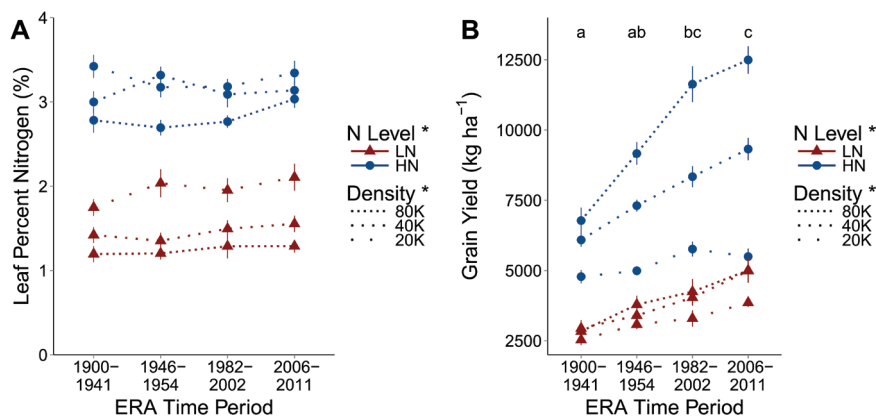 A
Leaf Percent Nitrogen (%)
4
3
2
1
0
1900−
1941
1946−
1954
1982−
2002
2006−
2011
ERA Time Period
N Level *
LN
HN
Density *
80K
40K
20K
B
Grain Yield (kg ha−1)
12500
10000
7500
5000
2500
a ab bc c
1900−
1941
1946−
1954
1982−
2002
2006−
2011
ERA Time Period
N Level *
LN
HN
Density *
80K
40K
20K